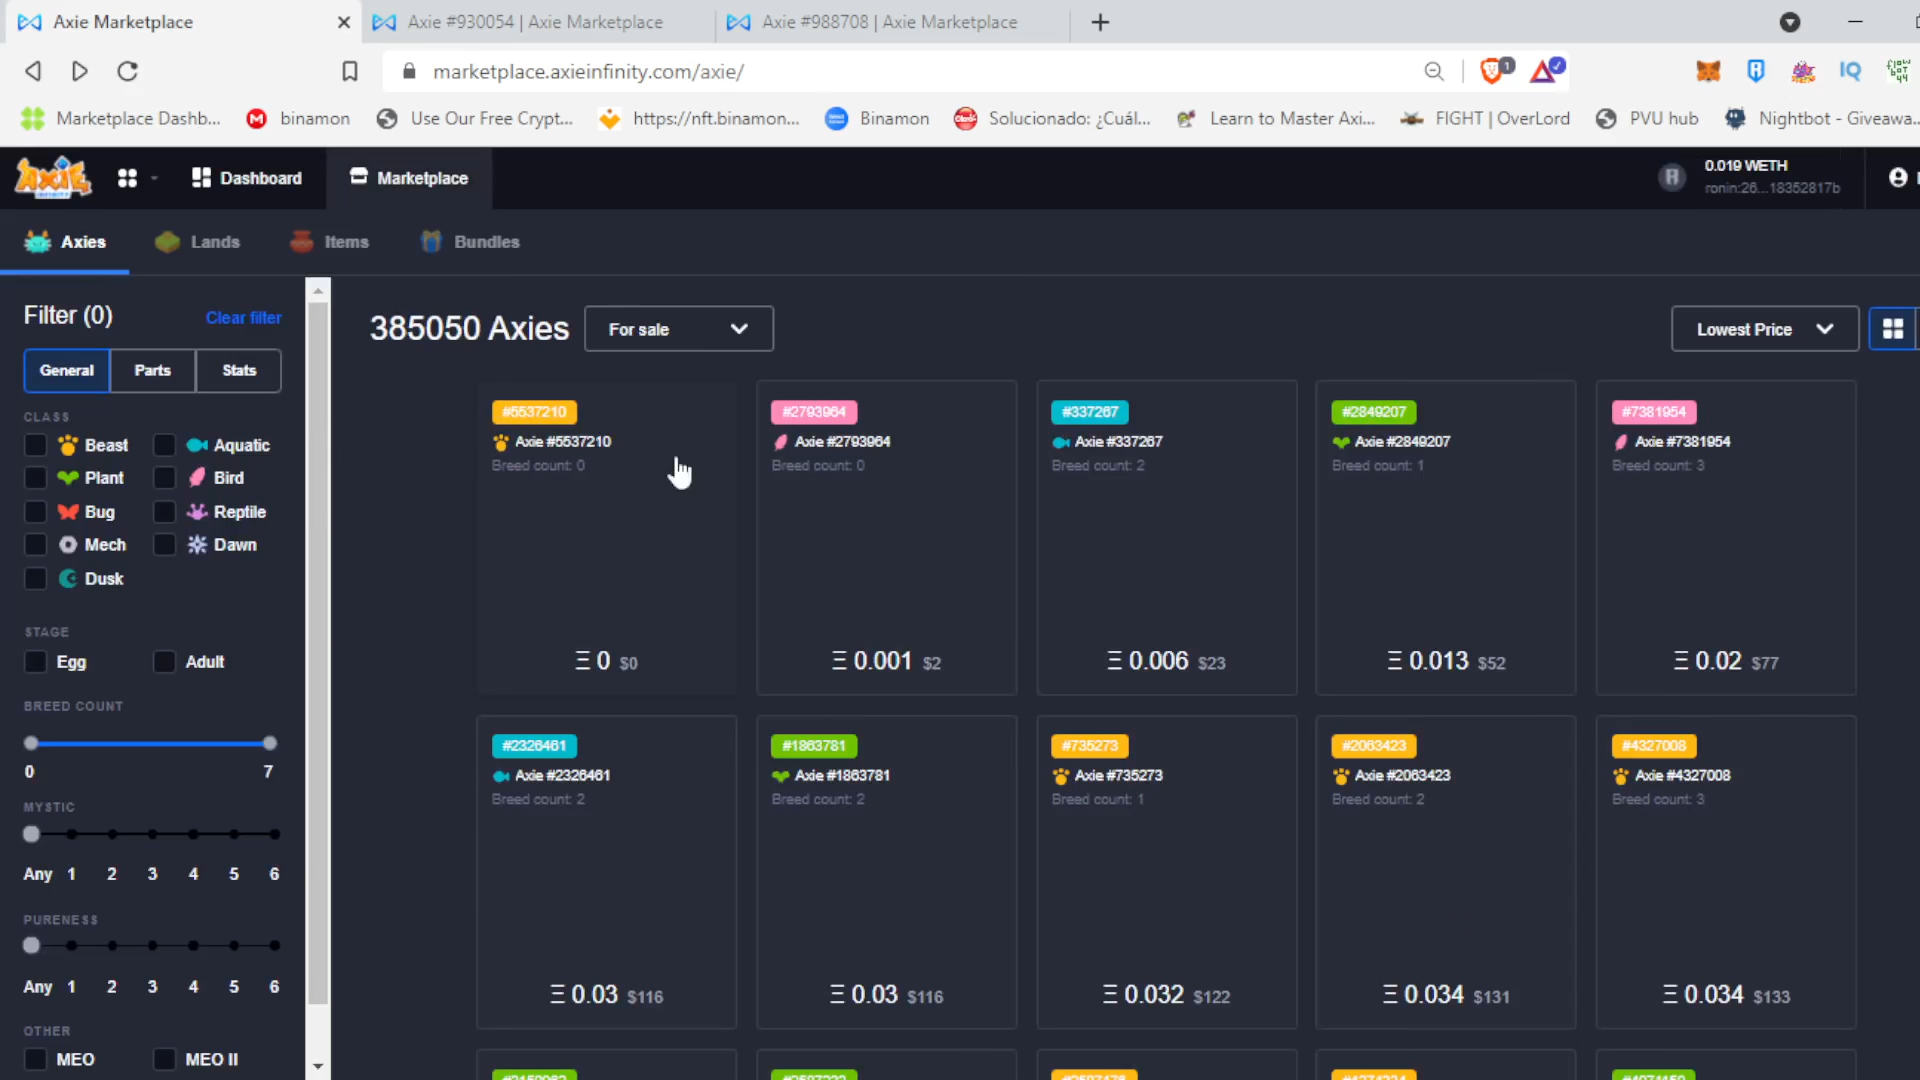 Axie Marketplace
Axie #930054 | Axie Marketplace
Axie #988708 | Axie Marketplace
marketplace.axieinfinity.com/axie/
1
IQ
Marketplace Dashb...
binamon
Use Our Free Crypt...
https://nft.binamon...
Binamon
Solucionado: ¿Cuál...
Learn to Master Axi...
FIGHT | OverLord
PVU hub
Nightbot - Giveawa...
AXIE
Dashboard
Marketplace
0.019 WETH
ronin:26...18352817b
Axies
Lands
Items
Bundles
Filter (0)
Clear filter
General
Parts
Stats
CLASS
Beast
Aquatic
Plant
Bird
Bug
Reptile
Mech
Dawn
Dusk
STAGE
Egg
Adult
BREED COUNT
0
7
MYSTIC
Any 1 2 3 4 5 6
PURENESS
Any 1 2 3 4 5 6
OTHER
MEO
MEO II
385050 Axies
For sale
Lowest Price
#5537210
Axie #5537210
Breed count: 0
Ξ 0 $0
#2793964
Axie #2793964
Breed count: 0
Ξ 0.001 $2
#337267
Axie #337267
Breed count: 2
Ξ 0.006 $23
#2849207
Axie #2849207
Breed count: 1
Ξ 0.013 $52
#7381954
Axie #7381954
Breed count: 3
Ξ 0.02 $77
#2326461
Axie #2326461
Breed count: 2
Ξ 0.03 $116
#1863781
Axie #1863781
Breed count: 2
Ξ 0.03 $116
#735273
Axie #735273
Breed count: 1
Ξ 0.032 $122
#2063423
Axie #2063423
Breed count: 2
Ξ 0.034 $131
#4327008
Axie #4327008
Breed count: 3
Ξ 0.034 $133